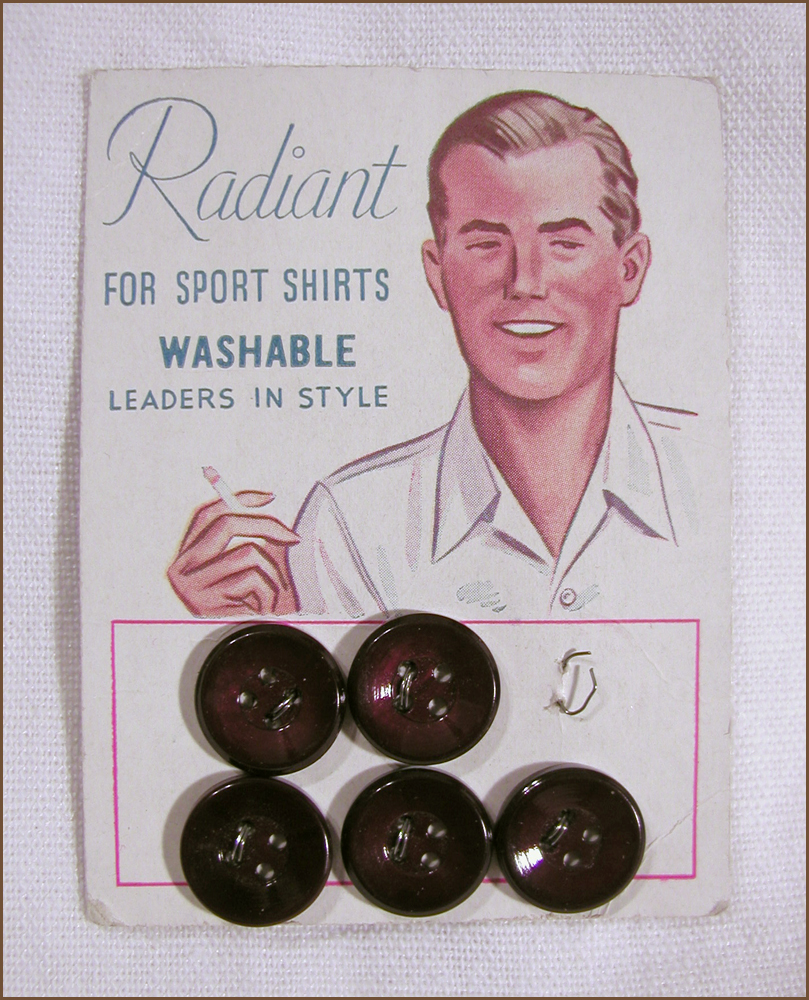 Radiant
FOR SPORT SHIRTS
WASHABLE
LEADERS IN STYLE